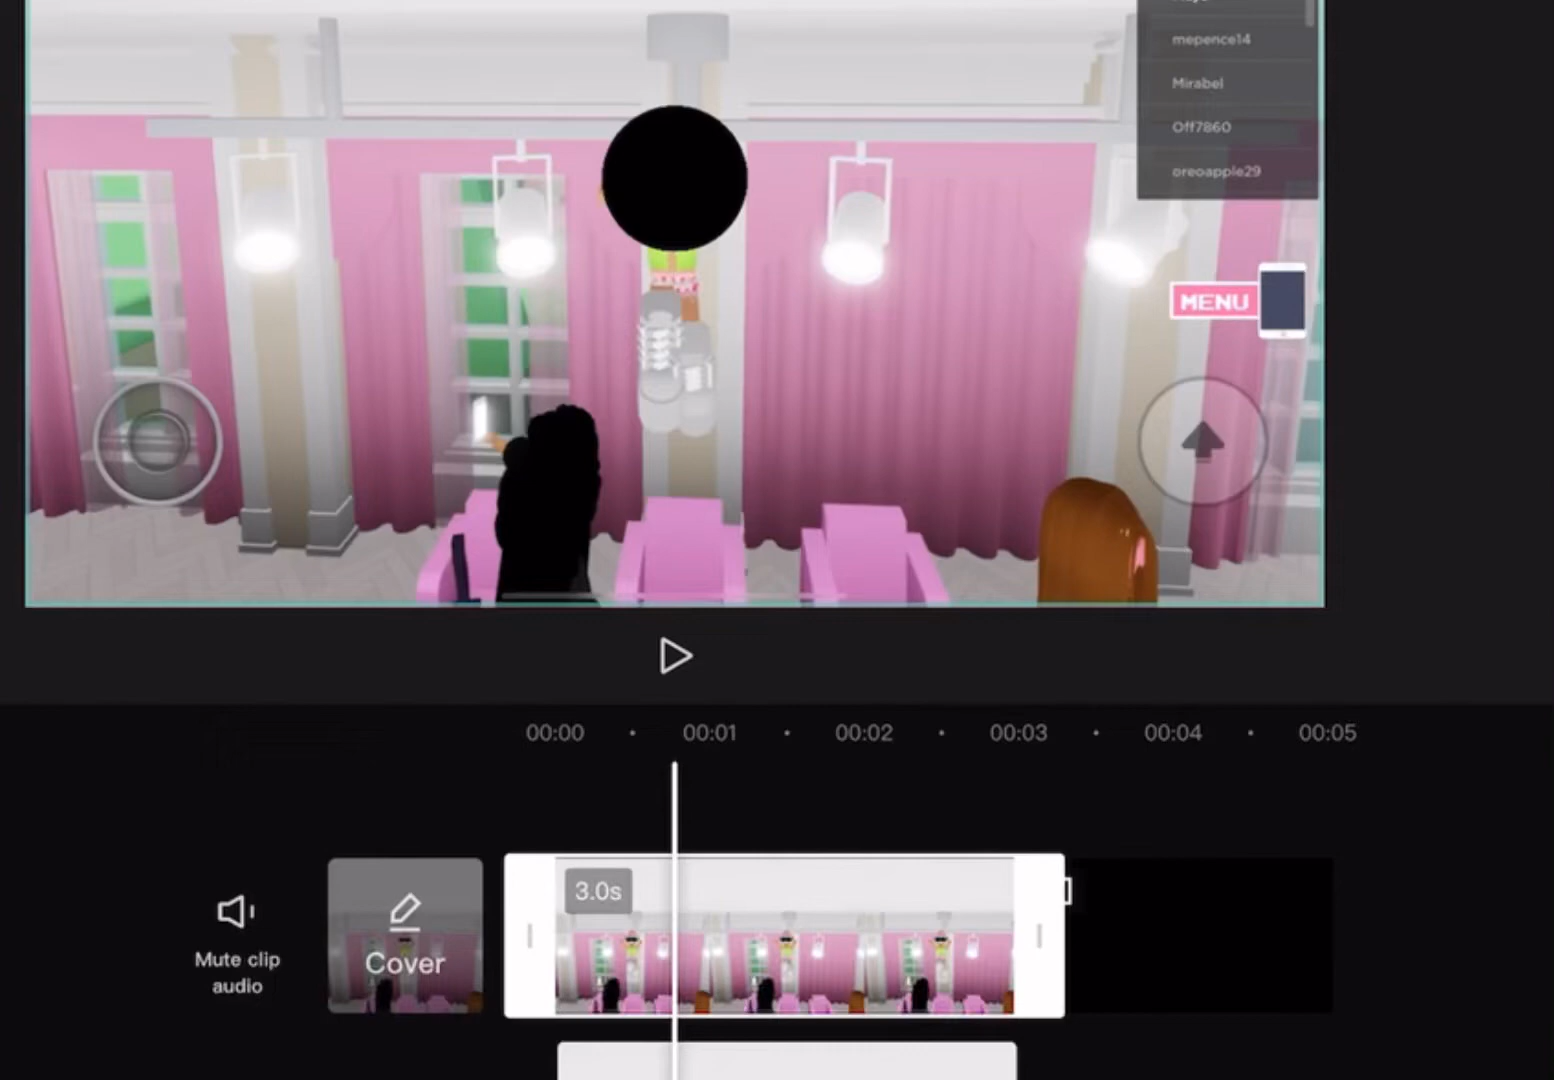 mepence14
Mirabel
Off7860
oreoapple29
MENU
00:00
00:01
00:02
00:03
00:04
00:05
3.0s
Mute clip
audio
Cover